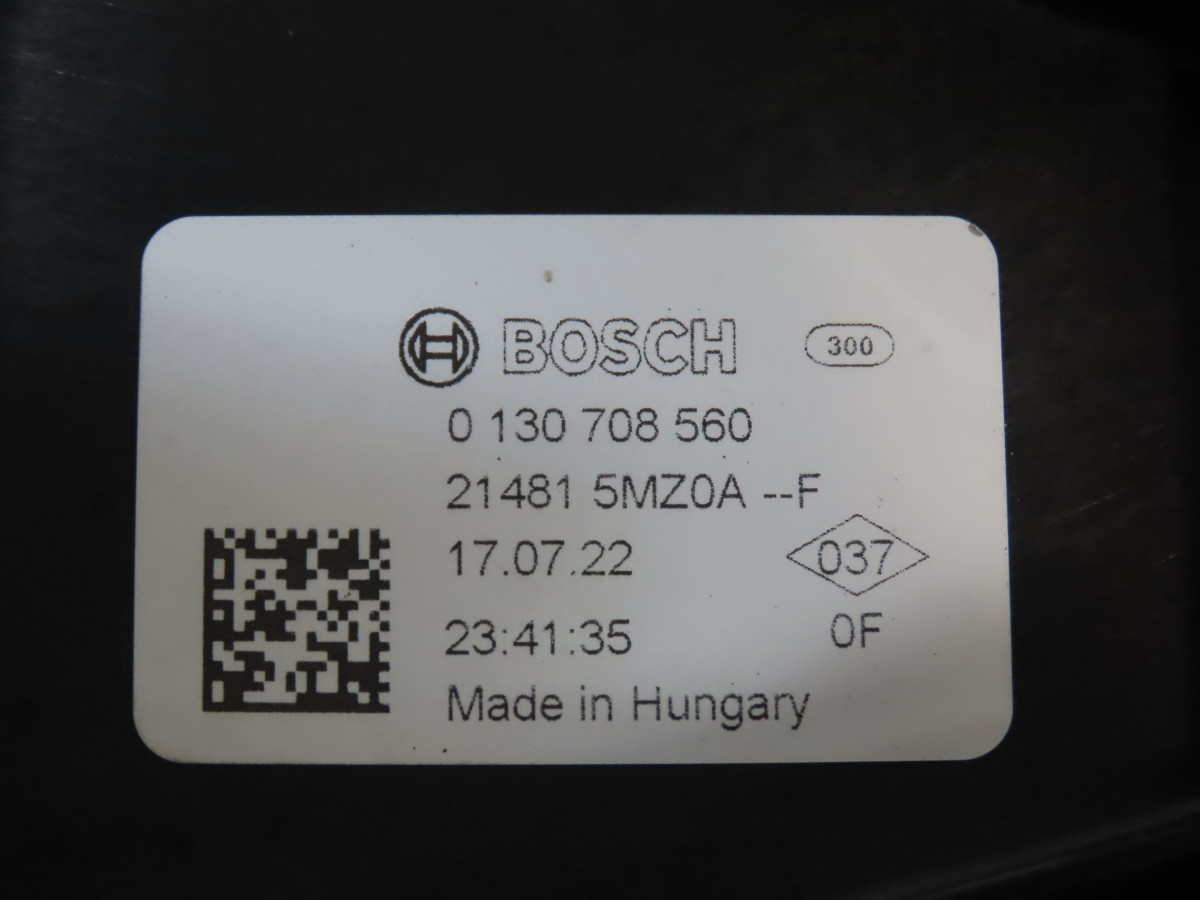 BOSCH 300
0 130 708 560
21481 5MZ0A --F
17.07.22 037
23:41:35 0F
Made in Hungary